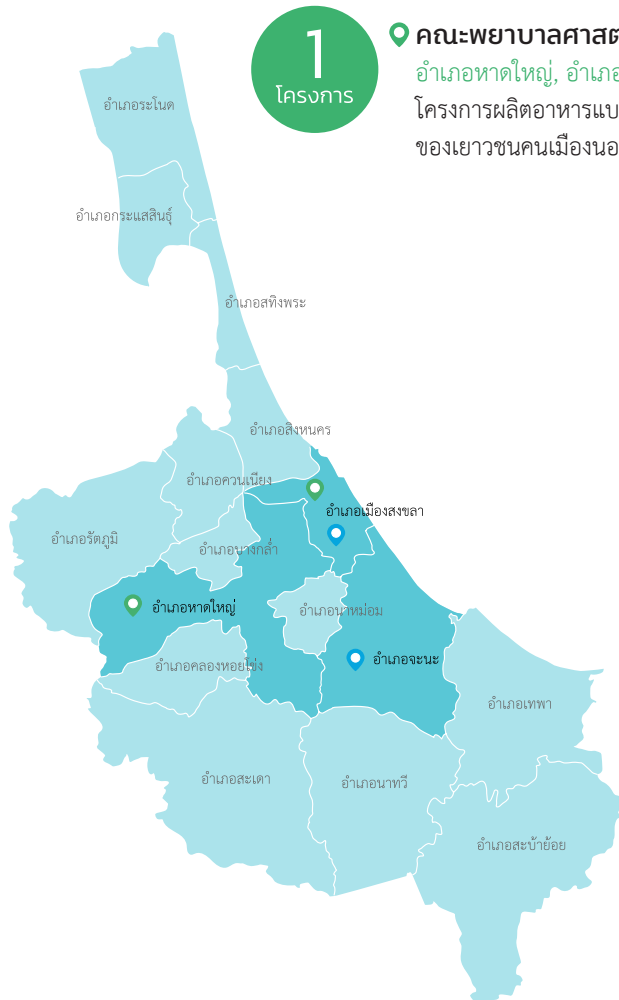 1
โครงการ
คณะพยาบาลศาสต
อำเภอหาดใหญ่, อำเภอ
โครงการผลิตอาหารแบ
ของเยาวชนคนเมืองนอ
อำเภอระโนด
อำเภอกระแสสินธุ์
อำเภอสทิงพระ
อำเภอสิงหนคร
อำเภอควนเนียง
อำเภอเมืองสงขลา
อำเภอรัตภูมิ
อำเภอบางกล่ำ
อำเภอหาดใหญ่
อำเภอนาหม่อม
อำเภอคลองหอยโข่ง
อำเภอจะนะ
อำเภอเทพา
อำเภอสะเดา
อำเภอนาทวี
อำเภอสะบ้าย้อย